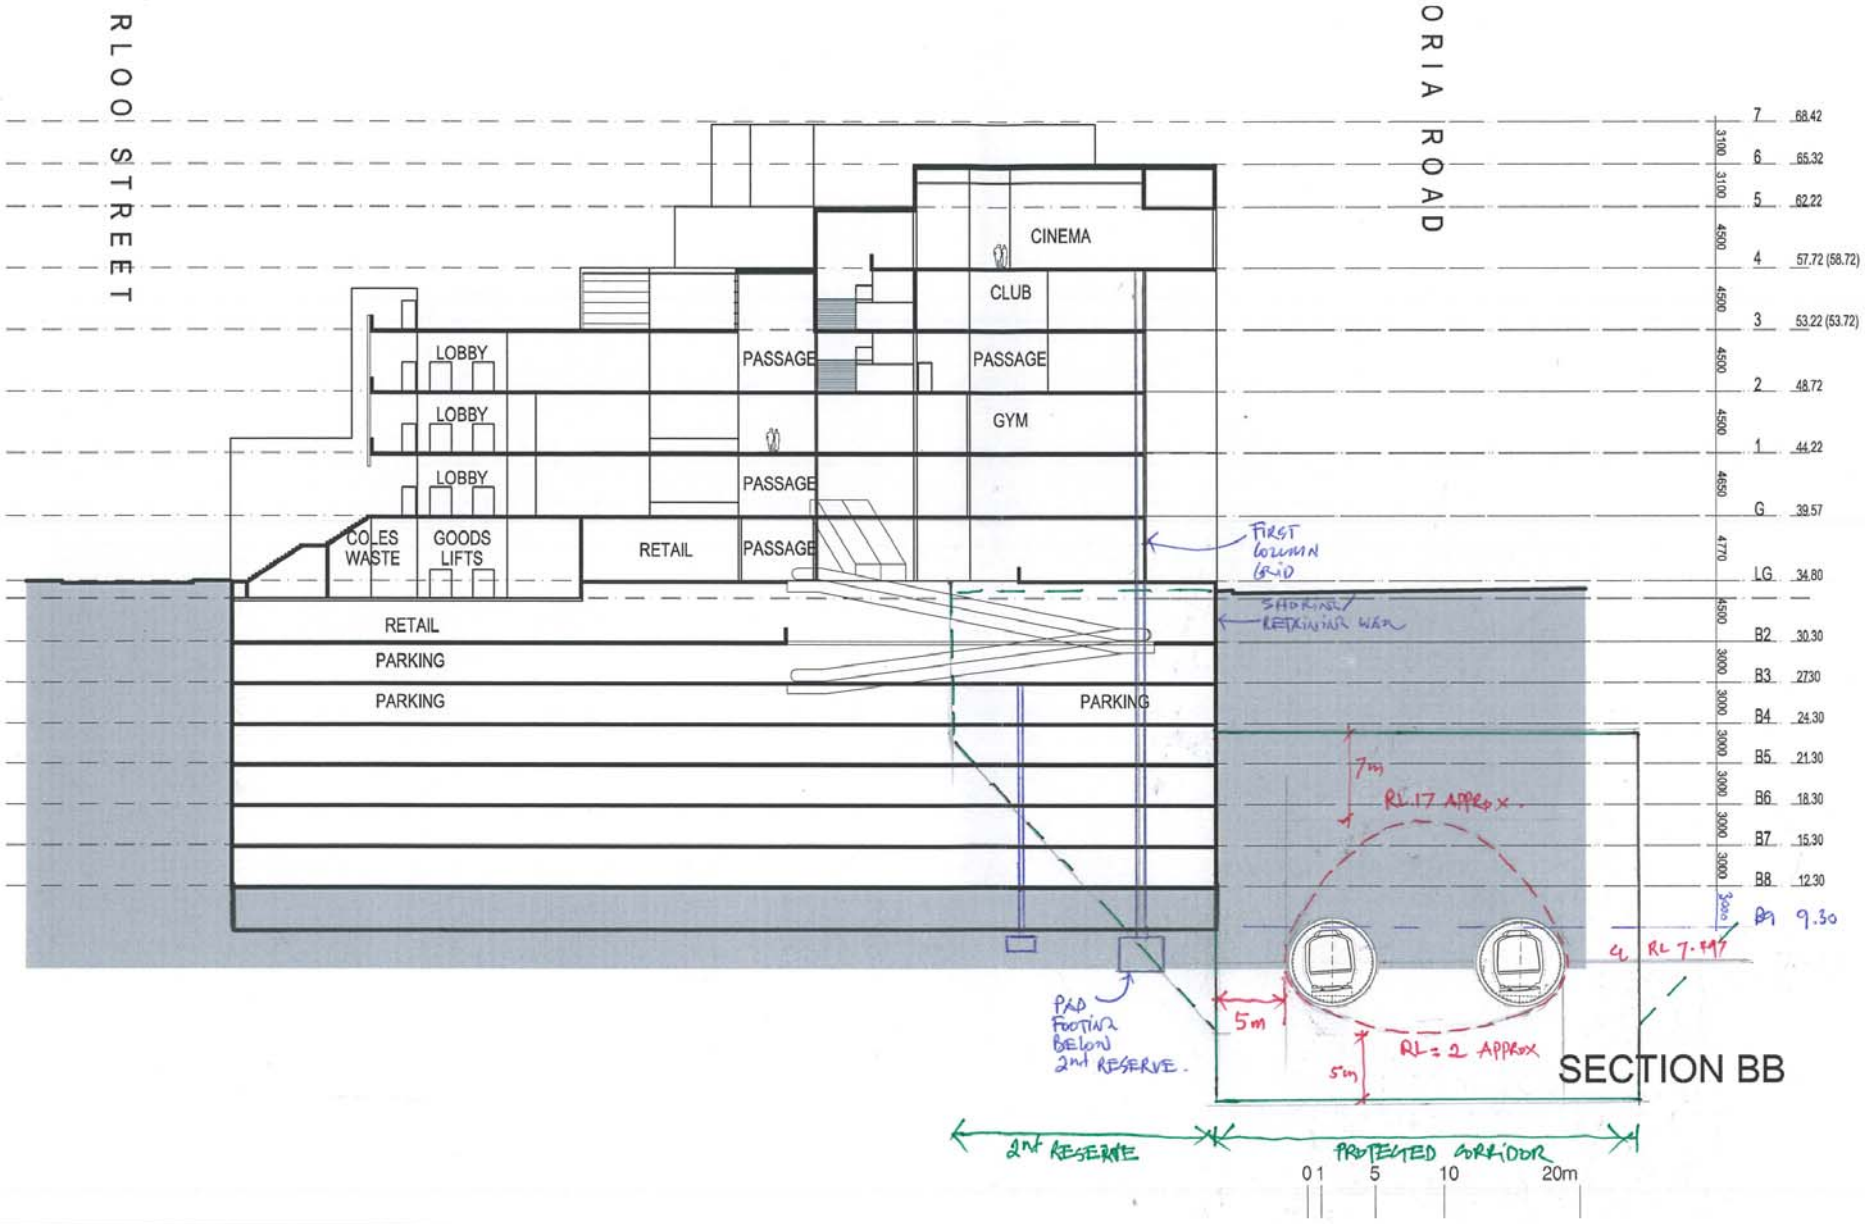 RLOO STREET
ORIA ROAD
7 68.42
3100
6 65.32
3100
5 62.22
4500
CINEMA
4 57.72 (58.72)
4500
CLUB
3 53.22 (53.72)
4500
LOBBY PASSAGE PASSAGE
2 48.72
4500
LOBBY GYM
1 44.22
4650
LOBBY PASSAGE
G 39.57
4770
COLES WASTE
GOODS LIFTS
RETAIL PASSAGE
FIRST
COLUMN
GRID
LG 34.80
4500
SHORING/
RETAINING WALL
RETAIL
B2 30.30
3000
PARKING
B3 2730
3000
PARKING PARKING
B4 24.30
3000
7m
B5 21.30
3000
RL.17 APPROX.
B6 18.30
3000
B7 15.30
3000
B8 12.30
3000
B9 9.30
PAD
FOOTING
BELOW
2nd RESERVE.
5m
RL = 2 APPROX
5m
SECTION BB
2nd RESERVE
PROTECTED CORRIDOR
0 1 5 10 20m